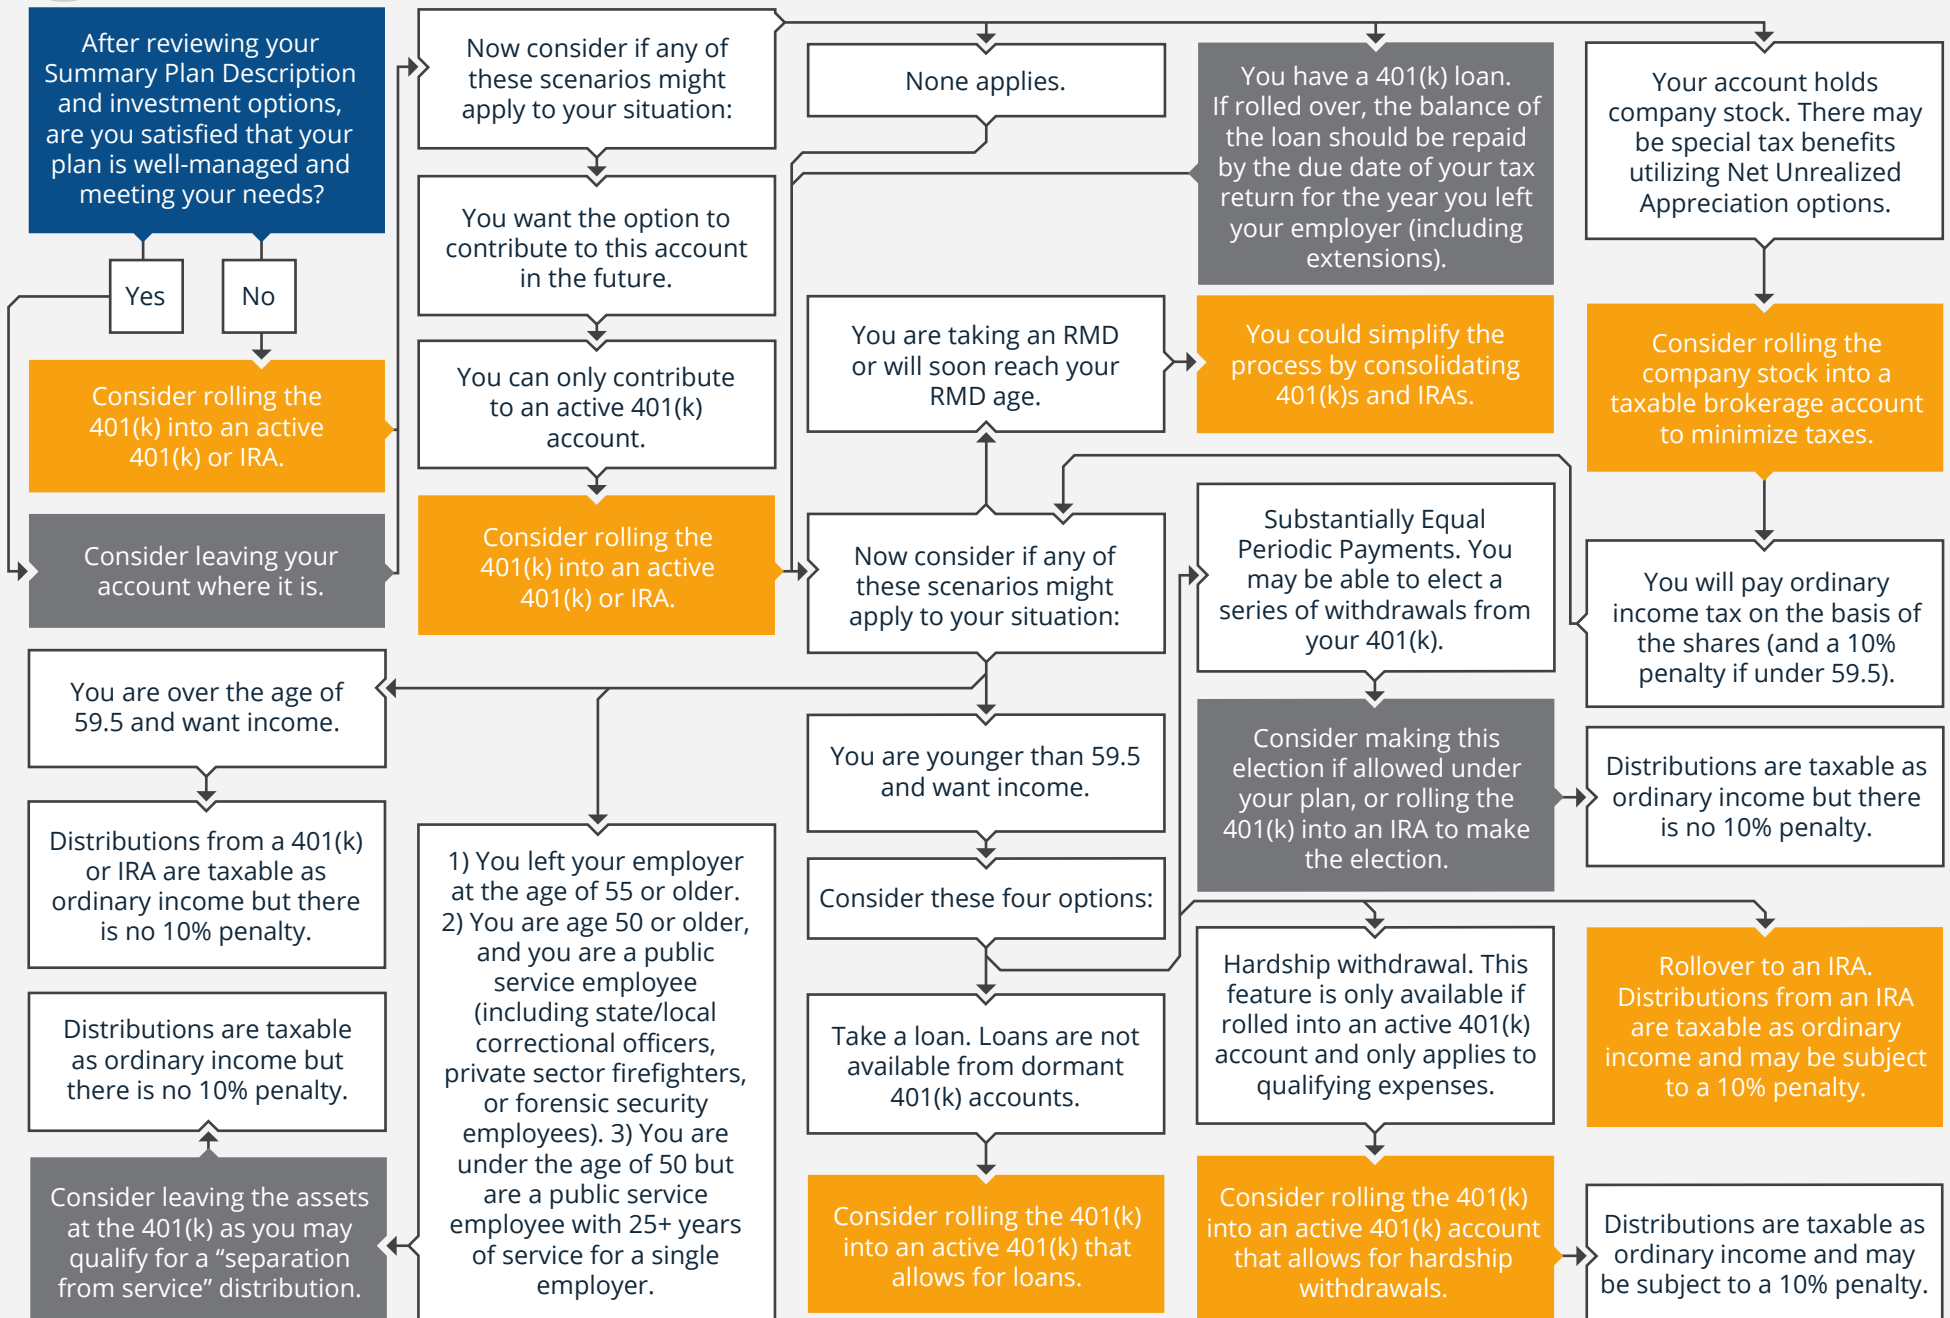 After reviewing your
Summary Plan Description
and investment options,
are you satisfied that your
plan is well-managed and
meeting your needs?
Yes
No
Consider rolling the
401(k) into an active
401(k) or IRA.
Consider leaving your
account where it is.
Now consider if any of
these scenarios might
apply to your situation:
You want the option to
contribute to this account
in the future.
You can only contribute
to an active 401(k)
account.
Consider rolling the
401(k) into an active
401(k) or IRA.
None applies.
You have a 401(k) loan.
If rolled over, the balance of
the loan should be repaid
by the due date of your tax
return for the year you left
your employer (including
extensions).
Your account holds
company stock. There may
be special tax benefits
utilizing Net Unrealized
Appreciation options.
Consider rolling the
company stock into a
taxable brokerage account
to minimize taxes.
You will pay ordinary
income tax on the basis of
the shares (and a 10%
penalty if under 59.5).
Now consider if any of
these scenarios might
apply to your situation:
You are taking an RMD
or will soon reach your
RMD age.
You could simplify the
process by consolidating
401(k)s and IRAs.
You are over the age of
59.5 and want income.
Distributions from a 401(k)
or IRA are taxable as
ordinary income but there
is no 10% penalty.
1) You left your employer
at the age of 55 or older.
2) You are age 50 or older,
and you are a public
service employee
(including state/local
correctional officers,
private sector firefighters,
or forensic security
employees). 3) You are
under the age of 50 but
are a public service
employee with 25+ years
of service for a single
employer.
Consider leaving the assets
at the 401(k) as you may
qualify for a “separation
from service” distribution.
Distributions are taxable
as ordinary income but
there is no 10% penalty.
You are younger than 59.5
and want income.
Consider these four options:
Take a loan. Loans are not
available from dormant
401(k) accounts.
Consider rolling the 401(k)
into an active 401(k) that
allows for loans.
Substantially Equal
Periodic Payments. You
may be able to elect a
series of withdrawals from
your 401(k).
Consider making this
election if allowed under
your plan, or rolling the
401(k) into an IRA to make
the election.
Distributions are taxable as
ordinary income but there
is no 10% penalty.
Hardship withdrawal. This
feature is only available if
rolled into an active 401(k)
account and only applies to
qualifying expenses.
Consider rolling the 401(k)
into an active 401(k) account
that allows for hardship
withdrawals.
Distributions are taxable as
ordinary income and may
be subject to a 10% penalty.
Rollover to an IRA.
Distributions from an IRA
are taxable as ordinary
income and may be subject
to a 10% penalty.